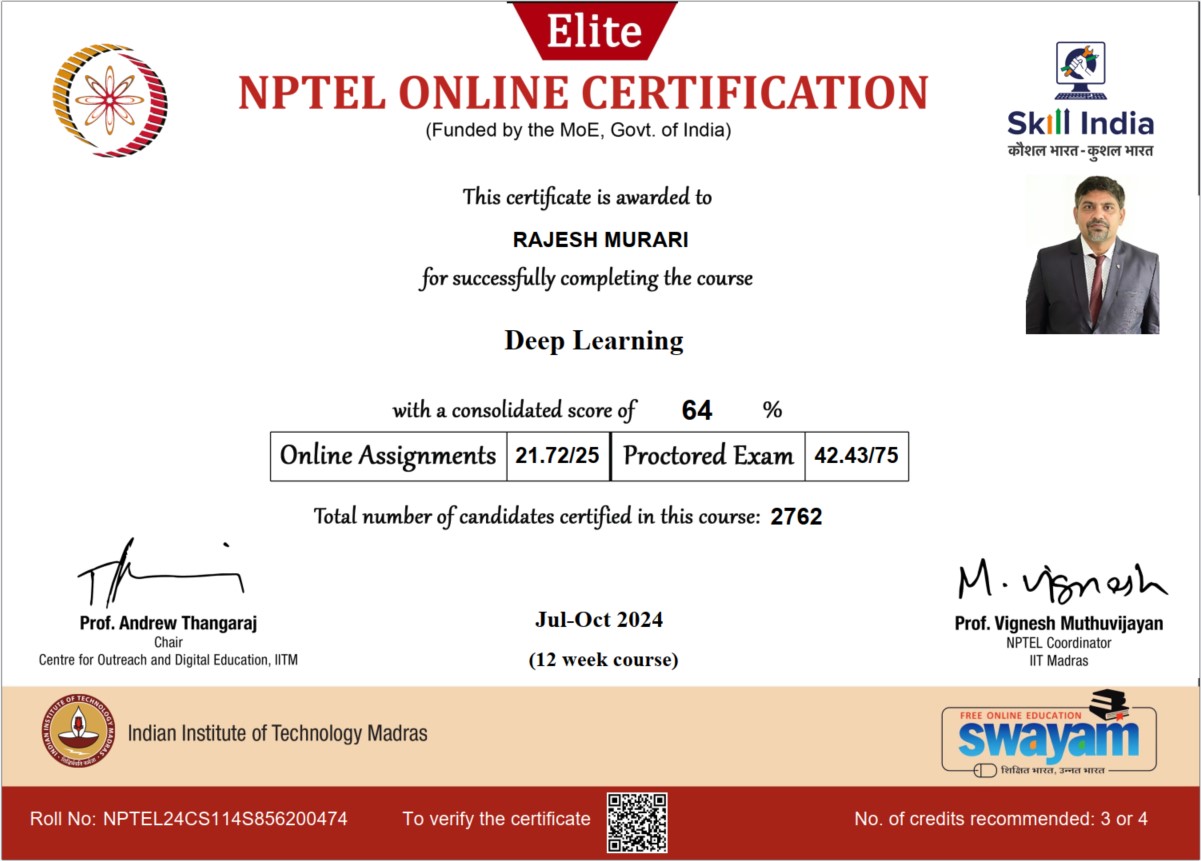 Elite
NPTEL ONLINE CERTIFICATION
(Funded by the MoE, Govt. of India)
Skill India
कौशल भारत - कुशल भारत
This certificate is awarded to
RAJESH MURARI
for successfully completing the course
Deep Learning
with a consolidated score of 64 %
Online Assignments 21.72/25 Proctored Exam 42.43/75
Total number of candidates certified in this course: 2762
M. Vignesh
Prof. Andrew Thangaraj
Chair
Centre for Outreach and Digital Education, IITM
Jul-Oct 2024
(12 week course)
Prof. Vignesh Muthuvijayan
NPTEL Coordinator
IIT Madras
INDIAN INSTITUTE OF TECHNOLOGY MADRAS
Indian Institute of Technology Madras
FREE ONLINE EDUCATION
swayam
शिक्षित भारत, उन्नत भारत
Roll No: NPTEL24CS114S856200474
To verify the certificate
No. of credits recommended: 3 or 4